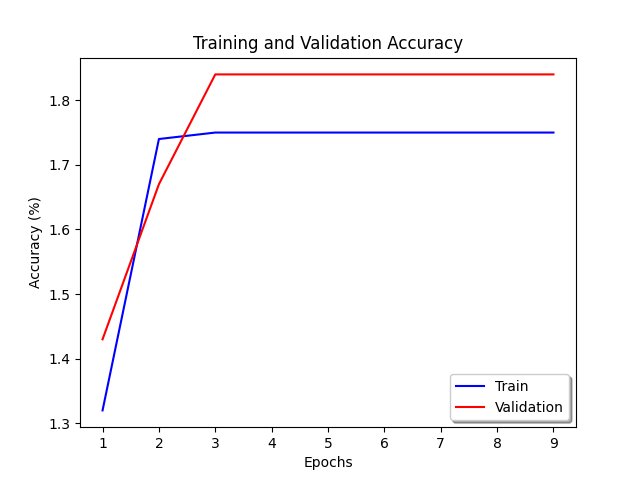 Training and Validation Accuracy
Accuracy (%)
1.8
1.7
1.6
1.5
1.4
1.3
Train
Validation
1 2 3 4 5 6 7 8 9
Epochs